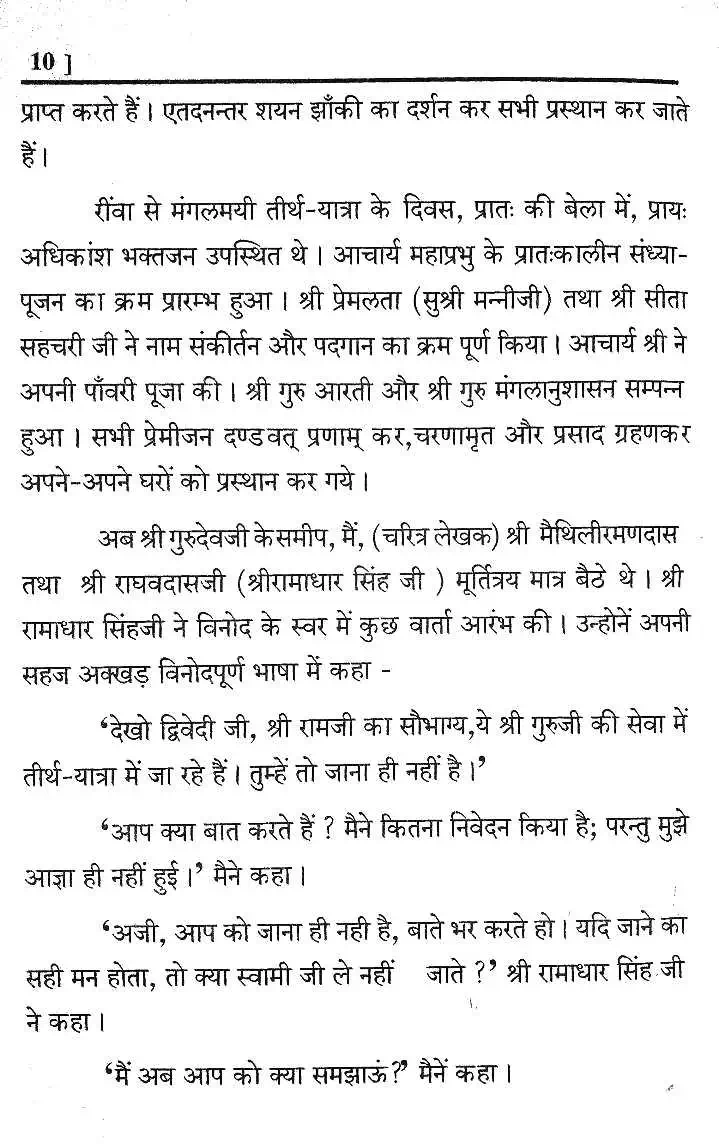 10 ]
प्राप्त करते हैं । एतदनन्तर शयन झाँकी का दर्शन कर सभी प्रस्थान कर जाते
हैं ।
रींवा से मंगलमयी तीर्थ-यात्रा के दिवस, प्रातः की बेला में, प्रायः
अधिकांश भक्तजन उपस्थित थे । आचार्य महाप्रभु के प्रातःकालीन संध्या-
पूजन का क्रम प्रारम्भ हुआ । श्री प्रेमलता (सुश्री मन्नीजी) तथा श्री सीता
सहचरी जी ने नाम संकीर्तन और पदगान का क्रम पूर्ण किया । आचार्य श्री ने
अपनी पाँवरी पूजा की । श्री गुरु आरती और श्री गुरु मंगलानुशासन सम्पन्न
हुआ । सभी प्रेमीजन दण्डवत् प्रणाम् कर,चरणामृत और प्रसाद ग्रहणकर
अपने-अपने घरों को प्रस्थान कर गये ।
अब श्री गुरुदेवजी के समीप, मैं, (चरित्र लेखक) श्री मैथिलीरमणदास
तथा श्री राघवदासजी (श्रीरामाधार सिंह जी ) मूर्तित्रय मात्र बैठे थे । श्री
रामाधार सिंहजी ने विनोद के स्वर में कुछ वार्ता आरंभ की । उन्होनें अपनी
सहज अक्खड़ विनोदपूर्ण भाषा में कहा -
‘देखो द्विवेदी जी, श्री रामजी का सौभाग्य,ये श्री गुरुजी की सेवा में
तीर्थ-यात्रा में जा रहे हैं । तुम्हें तो जाना ही नहीं है ।’
‘आप क्या बात करते हैं ? मैने कितना निवेदन किया है; परन्तु मुझे
आज्ञा ही नहीं हुई ।’ मैने कहा ।
‘अजी, आप को जाना ही नही है, बाते भर करते हो । यदि जाने का
सही मन होता, तो क्या स्वामी जी ले नहीं जाते ?’ श्री रामाधार सिंह जी
ने कहा ।
‘मैं अब आप को क्या समझाऊं?’ मैनें कहा ।